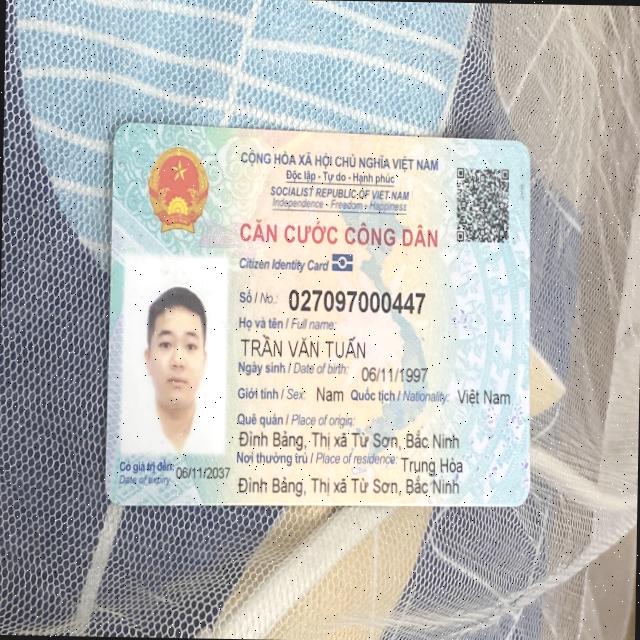 CỘNG HÒA XÃ HỘI CHỦ NGHĨA VIỆT NAM
Độc lập - Tự do - Hạnh phúc
SOCIALIST REPUBLIC OF VIET NAM
Independence - Freedom - Happiness
CĂN CƯỚC CÔNG DÂN
Citizen Identity Card
Số / No.: 027097000447
Họ và tên / Full name:
TRẦN VĂN TUẤN
Ngày sinh / Date of birth: 06/11/1997
Giới tính / Sex: Nam Quốc tịch / Nationality: Việt Nam
Quê quán / Place of origin:
Đình Bảng, Thị xã Từ Sơn, Bắc Ninh
Nơi thường trú / Place of residence: Trung Hòa
Đình Bảng, Thị xã Từ Sơn, Bắc Ninh
Có giá trị đến: 06/11/2037
Date of expiry